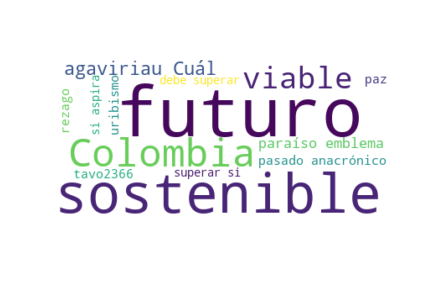 agaviriau Cuál
debe superar
viable
paz
rezago
si aspira
uribismo
futuro
Colombia
paraíso emblema
pasado anacrónico
tavo2366
superar si
sostenible